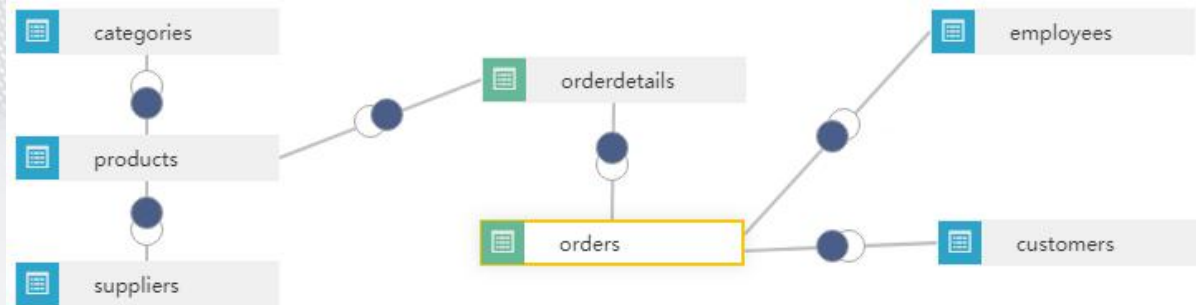 categories
employees
orderdetails
products
orders
customers
suppliers